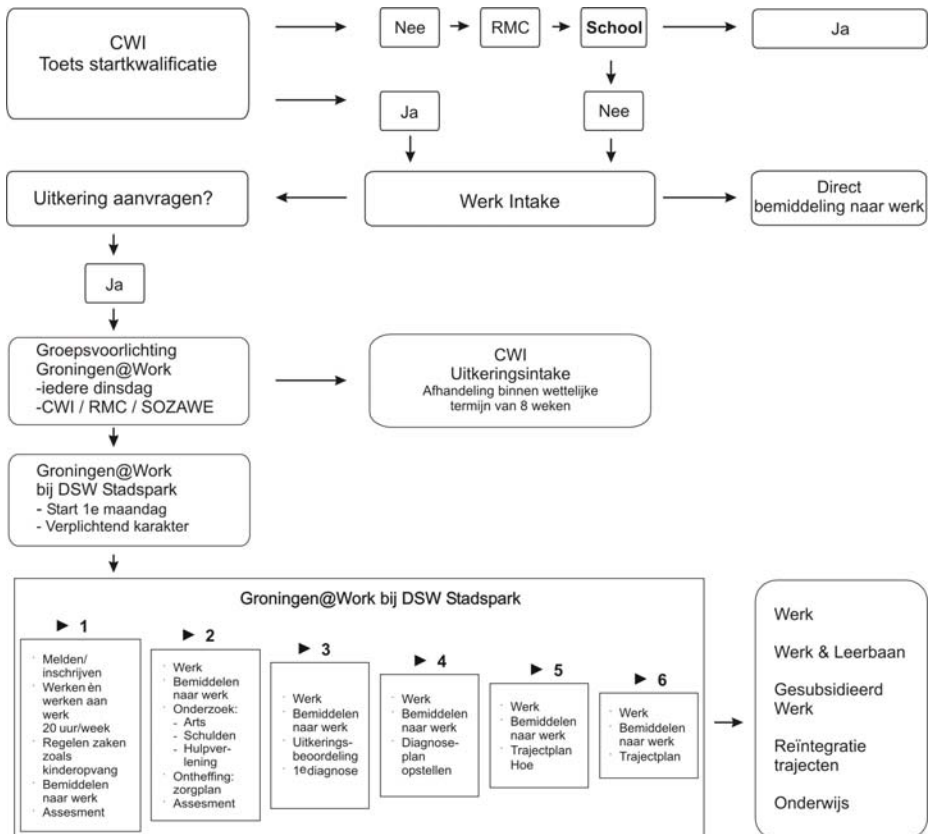 CWI
Toets startkwalificatie
Nee
RMC
School
Ja
Ja
Nee
Uitkering aanvragen?
Werk Intake
Direct
bemiddeling naar werk
Ja
Groepsvoorlichting
Groningen@Work
-iedere dinsdag
-CWI / RMC / SOZAWE
CWI
Uitkeringsintake
Afhandeling binnen wettelijke
termijn van 8 weken
Groningen@Work
bij DSW Stadspark
- Start 1e maandag
- Verplichtend karakter
Groningen@Work bij DSW Stadspark
► 1
· Melden/
inschrijven
· Werken èn
werken aan
werk
20 uur/week
· Regelen zaken
zoals
kinderopvang
· Bemiddelen
naar werk
· Assesment
► 2
· Werk
· Bemiddelen
naar werk
· Onderzoek:
- Arts
- Schulden
- Hulpver-
lening
· Ontheffing:
zorgplan
· Assesment
► 3
· Werk
· Bemiddelen
naar werk
· Uitkerings-
beoordeling
· 1e diagnose
► 4
· Werk
· Bemiddelen
naar werk
· Diagnose-
plan
opstellen
► 5
· Werk
· Bemiddelen
naar werk
· Trajectplan
Hoe
► 6
· Werk
· Bemiddelen
naar werk
· Trajectplan
Werk
Werk & Leerbaan
Gesubsidieerd
Werk
Reïntegratie
trajecten
Onderwijs